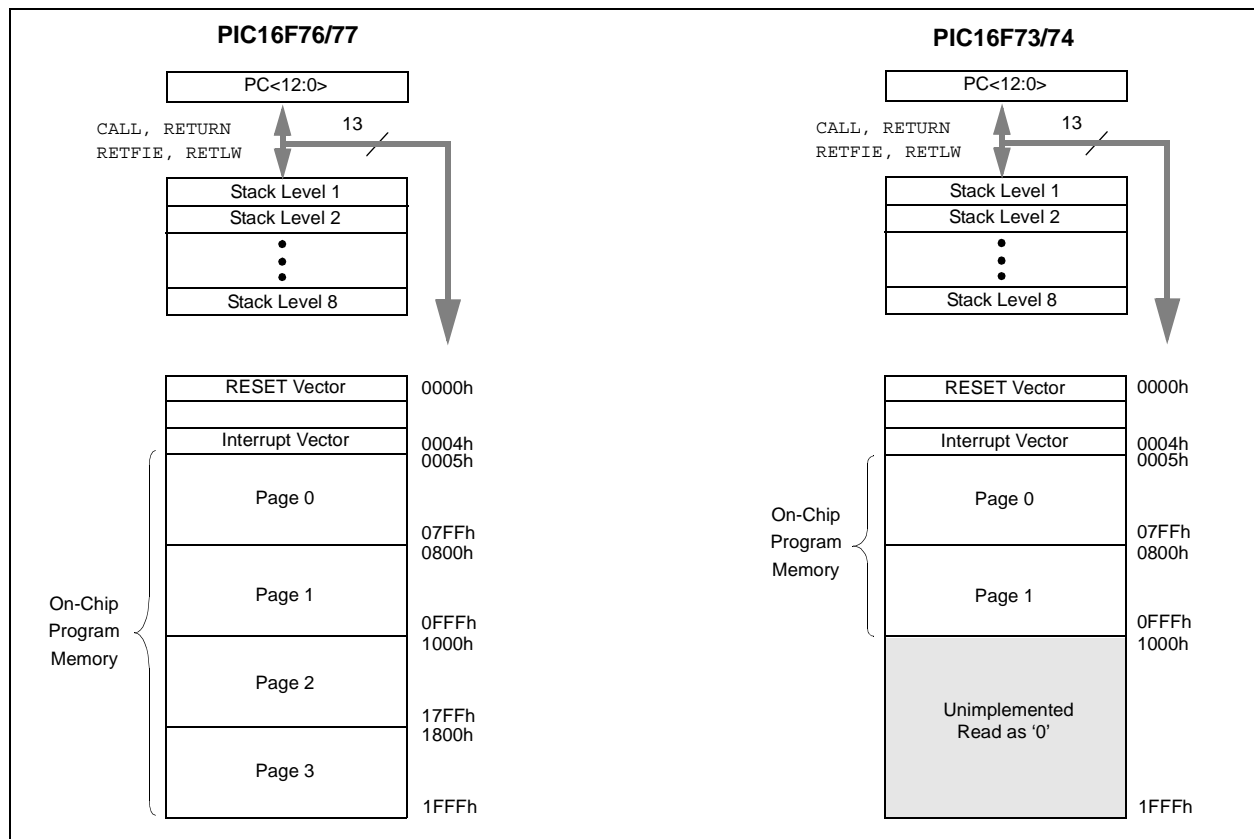 PIC16F76/77
PC<12:0>
CALL, RETURN
RETFIE, RETLW
13
Stack Level 1
Stack Level 2
Stack Level 8
RESET Vector
0000h
Interrupt Vector
0004h
0005h
Page 0
07FFh
0800h
Page 1
0FFFh
1000h
Page 2
17FFh
1800h
Page 3
1FFFh
On-Chip
Program
Memory
PIC16F73/74
PC<12:0>
CALL, RETURN
RETFIE, RETLW
13
Stack Level 1
Stack Level 2
Stack Level 8
RESET Vector
0000h
Interrupt Vector
0004h
0005h
Page 0
07FFh
0800h
Page 1
0FFFh
1000h
On-Chip
Program
Memory
Unimplemented
Read as ‘0’
1FFFh